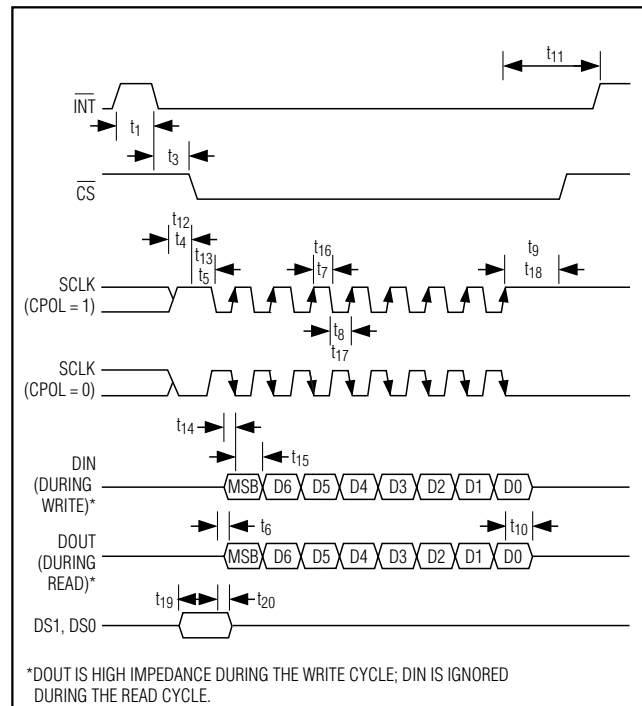 t11
INT
t1
t3
CS
t12
t4
t13
t5
t16
t7
t9
t18
SCLK
(CPOL = 1)
t8
t17
SCLK
(CPOL = 0)
t14
t15
DIN
(DURING
WRITE)*
MSB D6 D5 D4 D3 D2 D1 D0
t6
t10
DOUT
(DURING
READ)*
MSB D6 D5 D4 D3 D2 D1 D0
t19
t20
DS1, DS0
*DOUT IS HIGH IMPEDANCE DURING THE WRITE CYCLE; DIN IS IGNORED
DURING THE READ CYCLE.